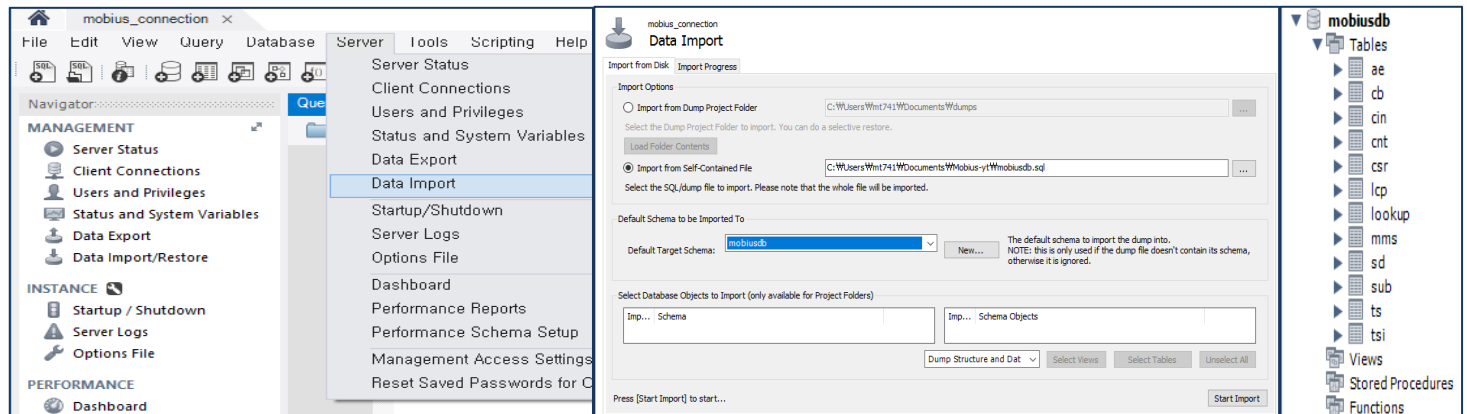 mobius_connection ×
File Edit View Query Database Server Tools Scripting Help
Navigator
Que
MANAGEMENT
Server Status
Client Connections
Users and Privileges
Status and System Variables
Data Export
Data Import/Restore
INSTANCE
Startup / Shutdown
Server Logs
Options File
PERFORMANCE
Dashboard
Server Status
Client Connections
Users and Privileges
Status and System Variables
Data Export
Data Import
Startup/Shutdown
Server Logs
Options File
Dashboard
Performance Reports
Performance Schema Setup
Management Access Settings
Reset Saved Passwords for C
mobius_connection
Data Import
Import from Disk Import Progress
Import Options
Import from Dump Project Folder C:₩Users₩mt741₩Documents₩dumps ...
Select the Dump Project Folder to import. You can do a selective restore.
Load Folder Contents
Import from Self-Contained File C:₩Users₩mt741₩Documents₩Mobius-yt₩mobiusdb.sql ...
Select the SQL/dump file to import. Please note that the whole file will be imported.
Default Schema to be Imported To
Default Target Schema: mobiusdb New...
The default schema to import the dump into.
NOTE: this is only used if the dump file doesn't contain its schema,
otherwise it is ignored.
Select Database Objects to Import (only available for Project Folders)
Imp... Schema
Imp... Schema Objects
Dump Structure and Dat Select Views Select Tables Unselect All
Press [Start Import] to start... Start Import
mobiusdb
Tables
ae
cb
cin
cnt
csr
lcp
lookup
mms
sd
sub
ts
tsi
Views
Stored Procedures
Functions